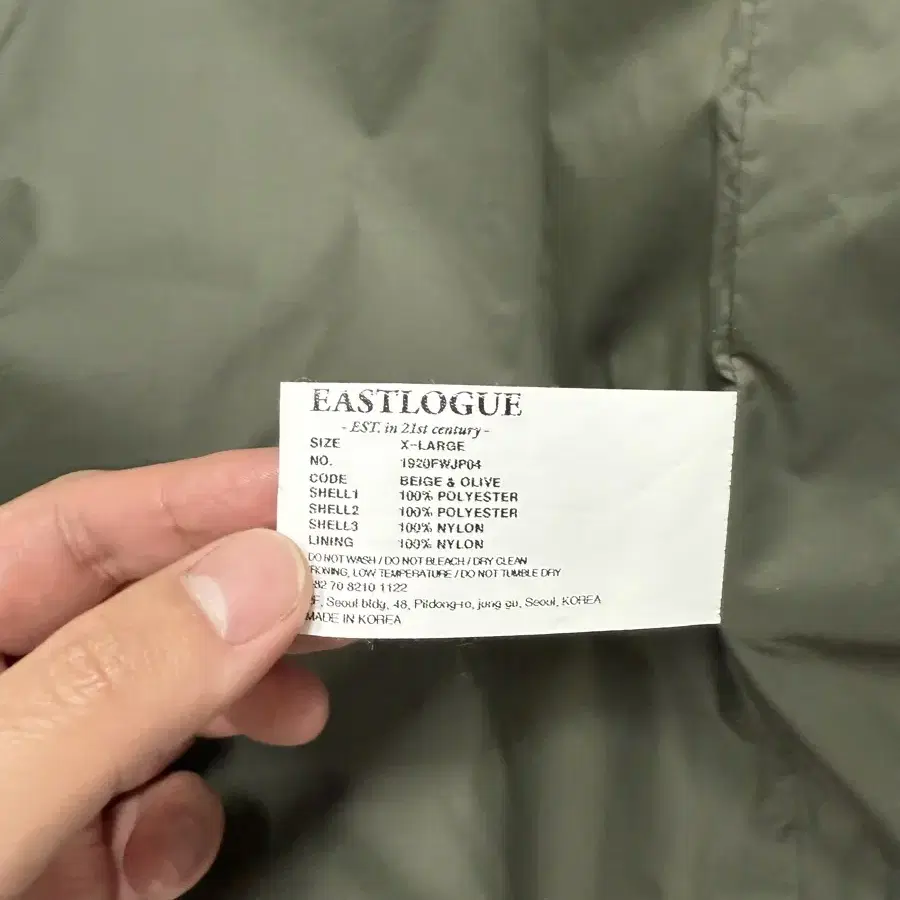 EASTLOGUE
- EST. in 21st century -
SIZE X-LARGE
NO. 1920FWJP04
CODE BEIGE & OLIVE
SHELL1 100% POLYESTER
SHELL2 100% POLYESTER
SHELL3 100% NYLON
LINING 100% NYLON
DO NOT WASH / DO NOT BLEACH / DRY CLEAN
RONING, LOW TEMPERATURE / DO NOT TUMBLE DRY
82 70 8210 1122
F, Seoul bldg, 48, Pildong-ro, jung gu, Seoul, KOREA
MADE IN KOREA